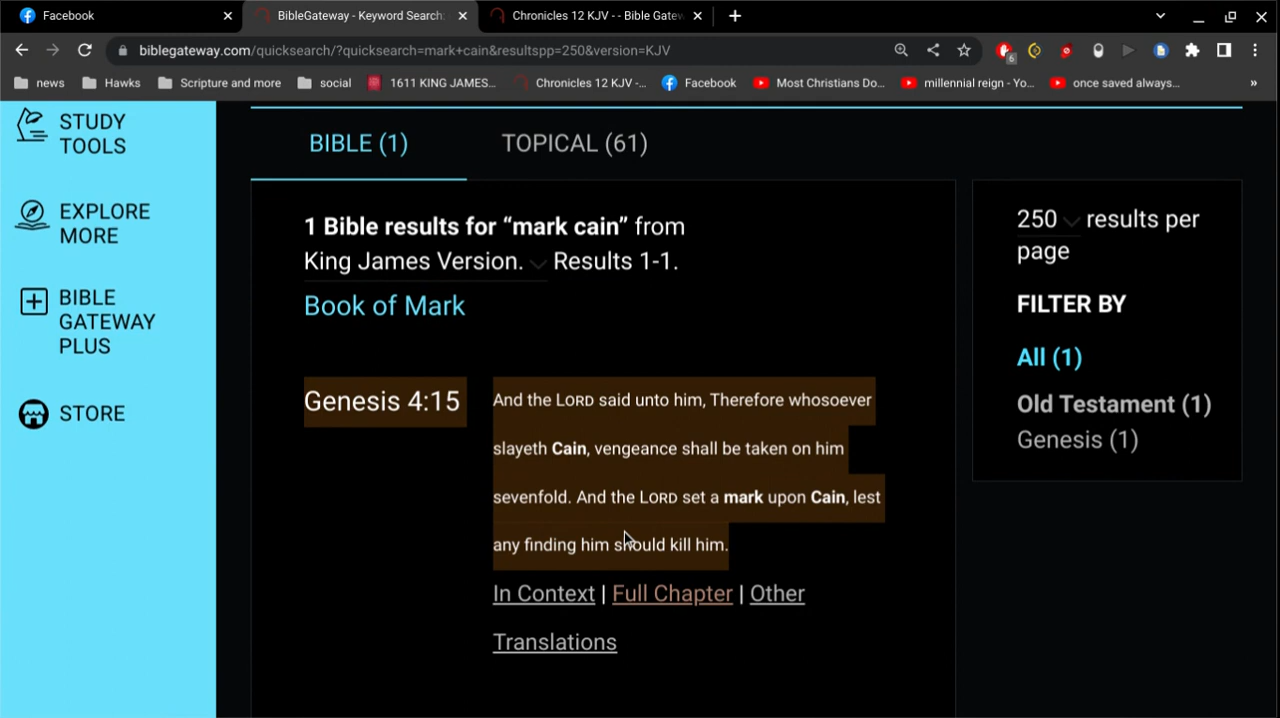 Facebook
BibleGateway - Keyword Search:
Chronicles 12 KJV - - Bible Gatew
biblegateway.com/quicksearch/?quicksearch=mark+cain&resultspp=250&version=KJV
6
news
Hawks
Scripture and more
social
1611 KING JAMES...
Chronicles 12 KJV -...
Facebook
Most Christians Do...
millennial reign - Yo...
once saved always...
»
STUDY
TOOLS
EXPLORE
MORE
BIBLE
GATEWAY
PLUS
STORE
BIBLE (1)
TOPICAL (61)
1 Bible results for “mark cain” from
King James Version. Results 1-1.
Book of Mark
Genesis 4:15
And the LORD said unto him, Therefore whosoever
slayeth Cain, vengeance shall be taken on him
sevenfold. And the LORD set a mark upon Cain, lest
any finding him should kill him.
In Context | Full Chapter | Other
Translations
250 results per
page
FILTER BY
All (1)
Old Testament (1)
Genesis (1)